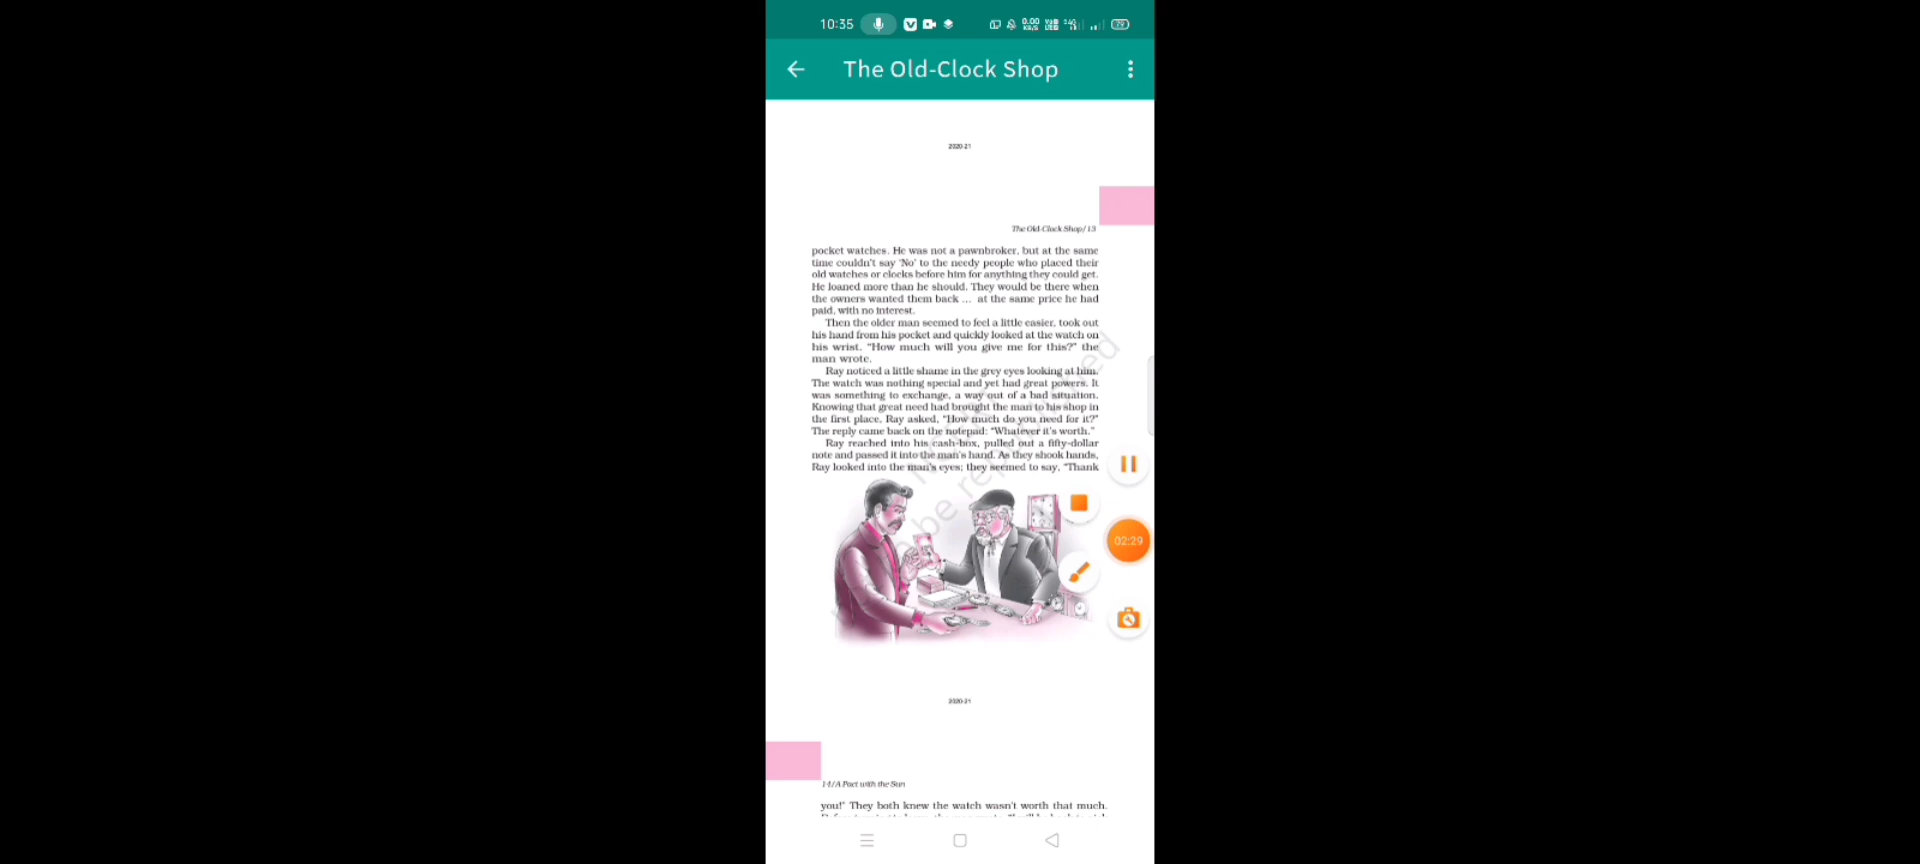 10:35
0.00
KB/S
79
The Old-Clock Shop
2020-21
The Old-Clock Shop/13
pocket watches. He was not a pawnbroker, but at the same
time couldn't say 'No' to the needy people who placed their
old watches or clocks before him for anything they could get.
He loaned more than he should. They would be there when
the owners wanted them back ... at the same price he had
paid, with no interest.
Then the older man seemed to feel a little easier, took out
his hand from his pocket and quickly looked at the watch on
his wrist. “How much will you give me for this?” the
man wrote.
Ray noticed a little shame in the grey eyes looking at him.
The watch was nothing special and yet had great powers. It
was something to exchange, a way out of a bad situation.
Knowing that great need had brought the man to his shop in
the first place, Ray asked, “How much do you need for it?”
The reply came back on the notepad: “Whatever it's worth.”
Ray reached into his cash-box, pulled out a fifty-dollar
note and passed it into the man's hand. As they shook hands,
Ray looked into the man's eyes; they seemed to say, “Thank
02:29
2020-21
14/A Pact with the Sun
you!” They both knew the watch wasn't worth that much.